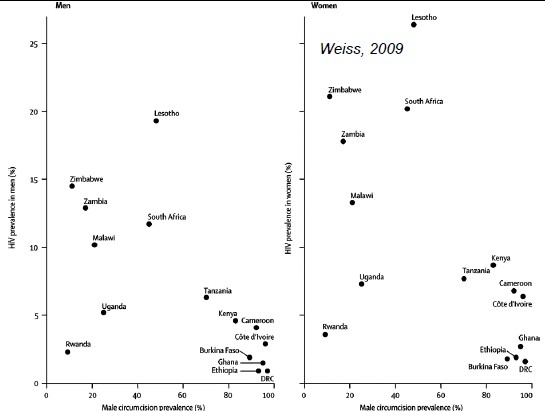 Men
HIV prevalence in men (%)
25
20
15
10
5
0
Lesotho
Zimbabwe
Zambia
South Africa
Malawi
Tanzania
Uganda
Kenya
Cameroon
Côte d'Ivoire
Rwanda
Burkina Faso
Ghana
Ethiopia
DRC
0 20 40 60 80 100
Male circumcision prevalence (%)
Women
Weiss, 2009
HIV prevalence in women (%)
Lesotho
Zimbabwe
South Africa
Zambia
Malawi
Kenya
Tanzania
Uganda
Cameroon
Côte d'Ivoire
Rwanda
Ghana
Ethiopia
Burkina Faso
DRC
0 20 40 60 80 100
Male circumcision prevalence (%)